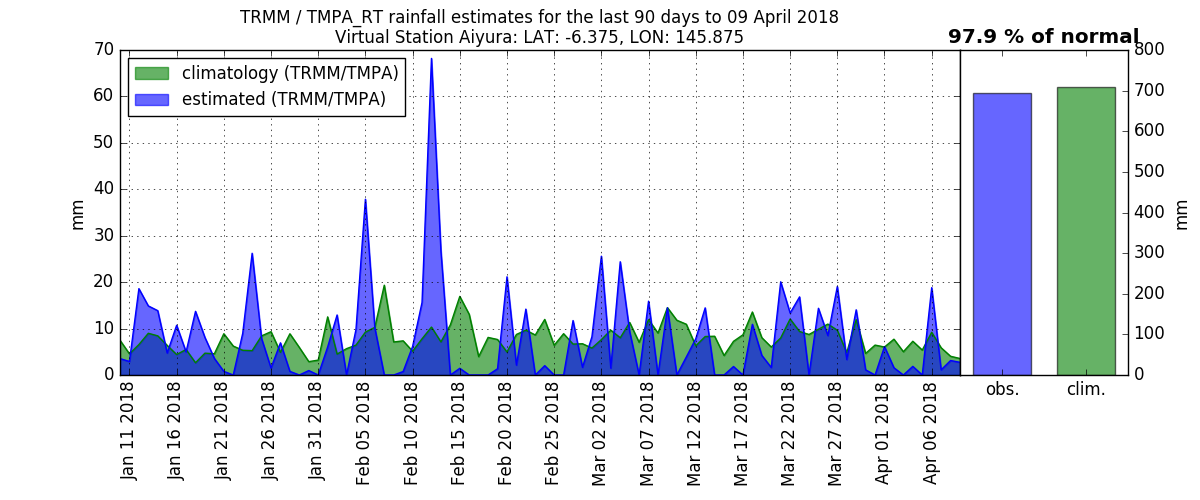 TRMM / TMPA_RT rainfall estimates for the last 90 days to 09 April 2018
Virtual Station Aiyura: LAT: -6.375, LON: 145.875
97.9 % of normal
climatology (TRMM/TMPA)
estimated (TRMM/TMPA)
70
60
50
40
30
20
10
0
mm
Jan 11 2018
Jan 16 2018
Jan 21 2018
Jan 26 2018
Jan 31 2018
Feb 05 2018
Feb 10 2018
Feb 15 2018
Feb 20 2018
Feb 25 2018
Mar 02 2018
Mar 07 2018
Mar 12 2018
Mar 17 2018
Mar 22 2018
Mar 27 2018
Apr 01 2018
Apr 06 2018
obs.
clim.
800
700
600
500
400
300
200
100
0
mm